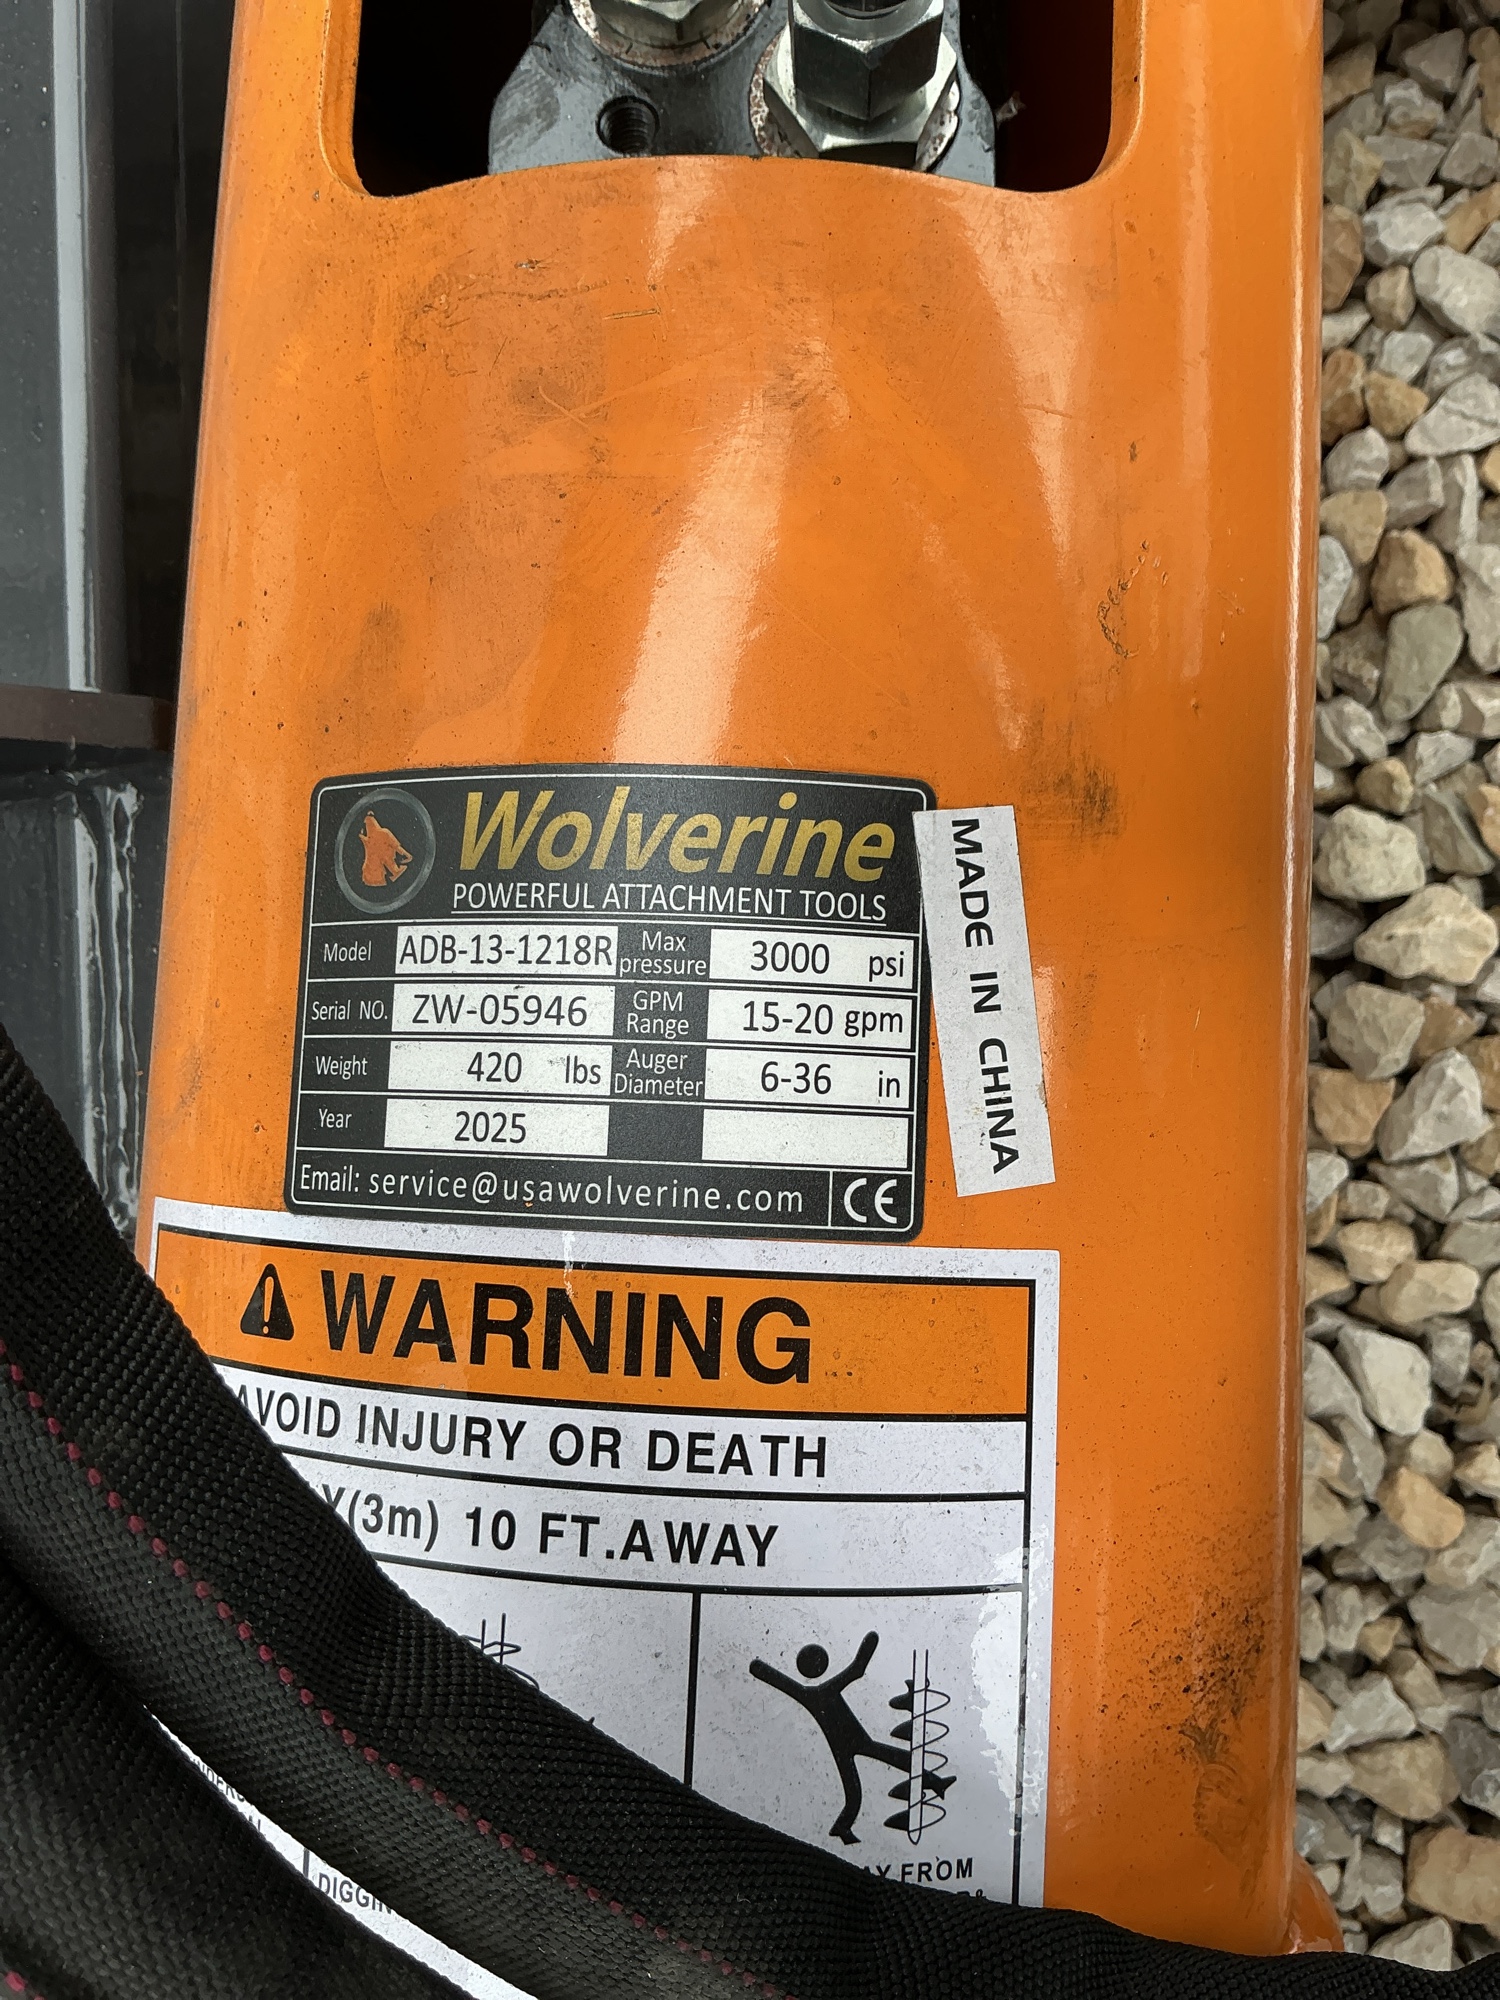 Wolverine
POWERFUL ATTACHMENT TOOLS
Model ADB-13-1218R Max pressure 3000 psi
Serial NO. ZW-05946 GPM Range 15-20 gpm
Weight 420 lbs Auger Diameter 6-36 in
Year 2025
Email: service@usawolverine.com CE
MADE IN CHINA
WARNING
AVOID INJURY OR DEATH
(3m) 10 FT.AWAY
FROM